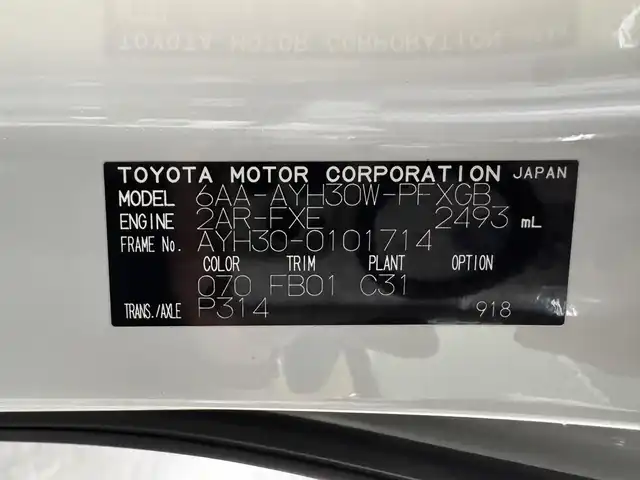 TOYOTA MOTOR CORPORATION JAPAN
MODEL 6AA-AYH30W-PFXGB
ENGINE 2AR-FXE 2493 mL
FRAME No. AYH30-0101714
COLOR TRIM PLANT OPTION
070 FB01 C31
TRANS./AXLE P314 918